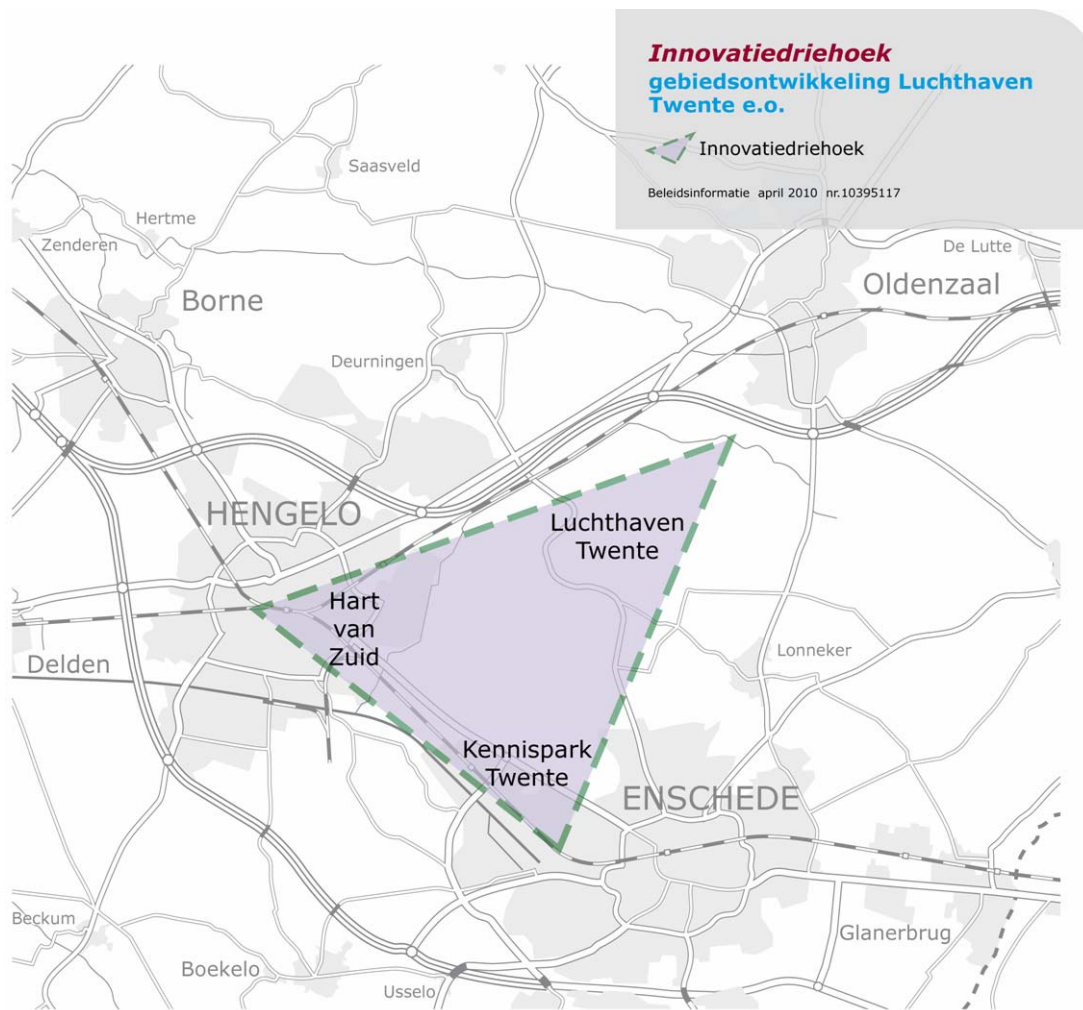 Innovatiedriehoek
gebiedsontwikkeling Luchthaven
Twente e.o.
Innovatiedriehoek
Beleidsinformatie april 2010 nr.10395117
Saasveld
Hertme
Zenderen
De Lutte
Borne
Oldenzaal
Deurningen
HENGELO
Luchthaven
Twente
Hart
van
Zuid
Delden
Lonneker
Kennispark
Twente
ENSCHEDE
Beckum
Glanerbrug
Boekelo
Usselo